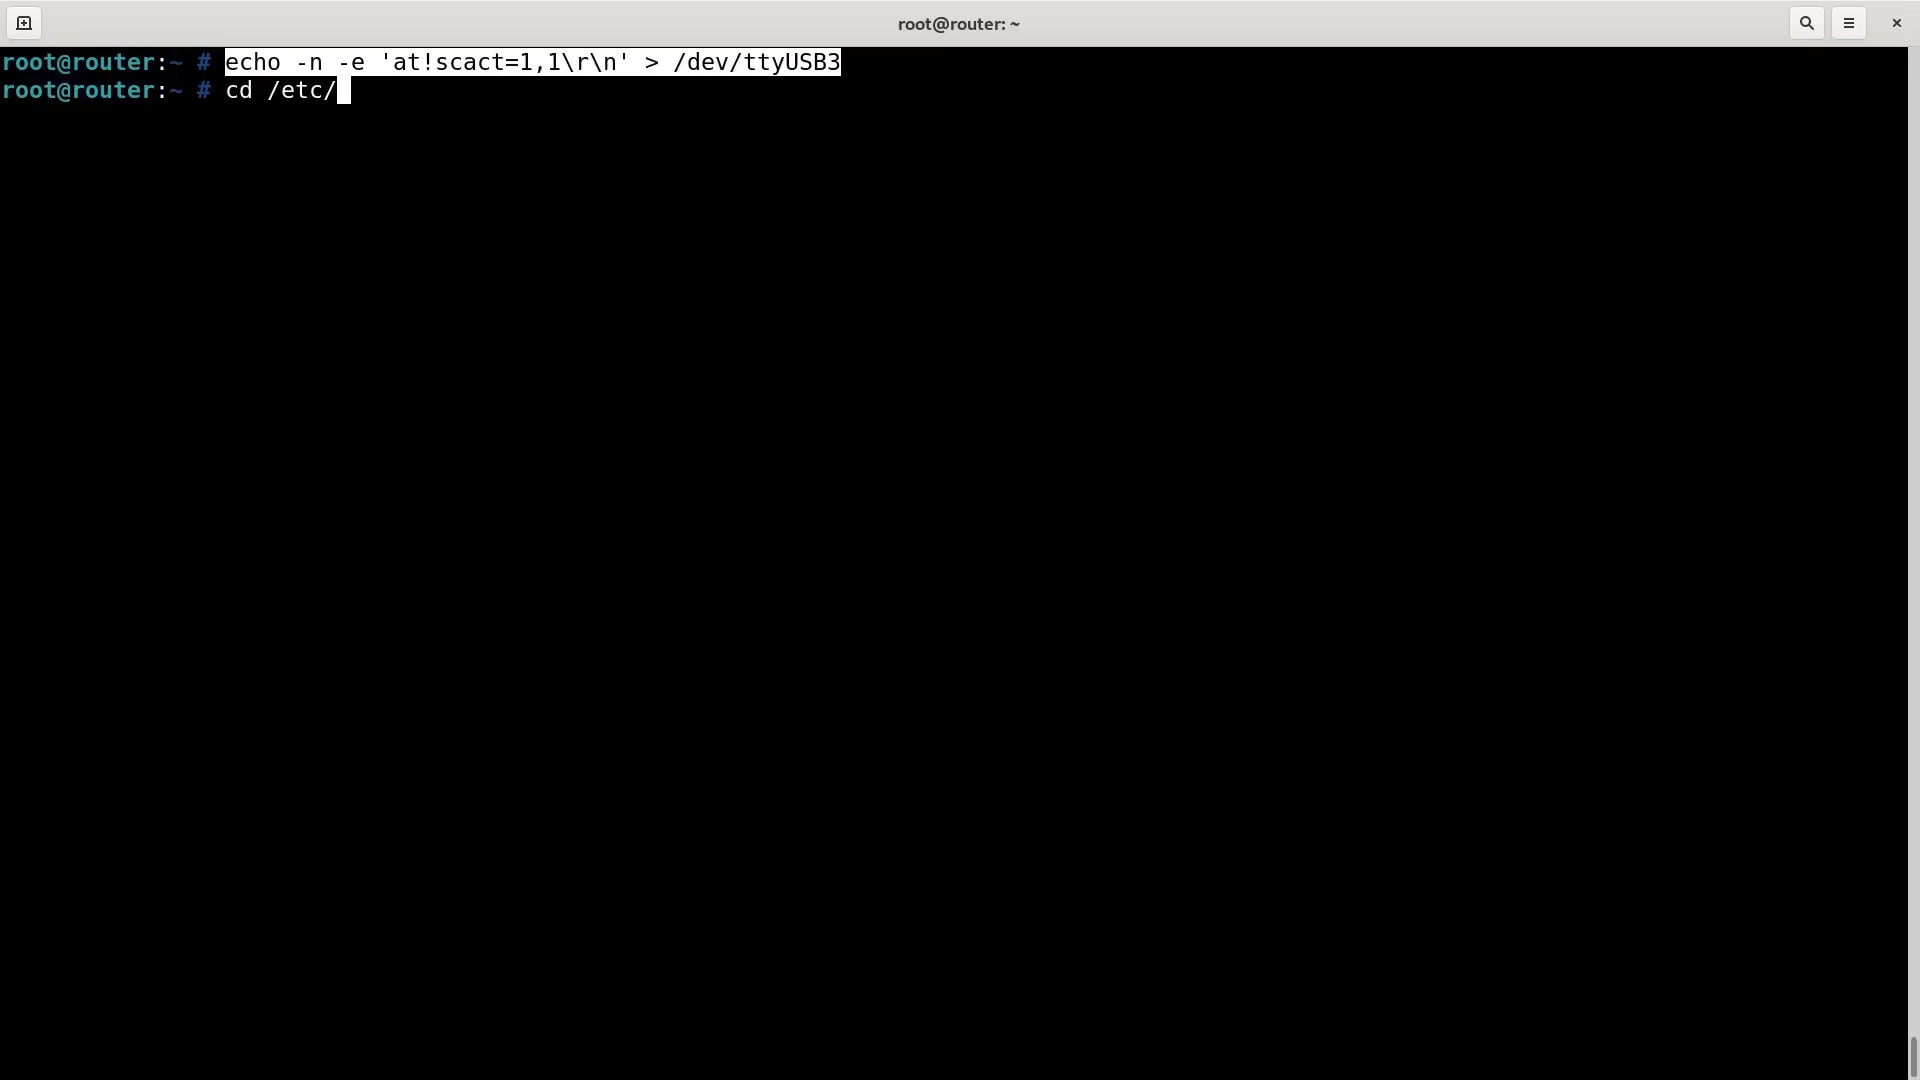 root@router: ~
root@router:~ # echo -n -e 'at!scact=1,1\r\n' > /dev/ttyUSB3
root@router:~ # cd /etc/